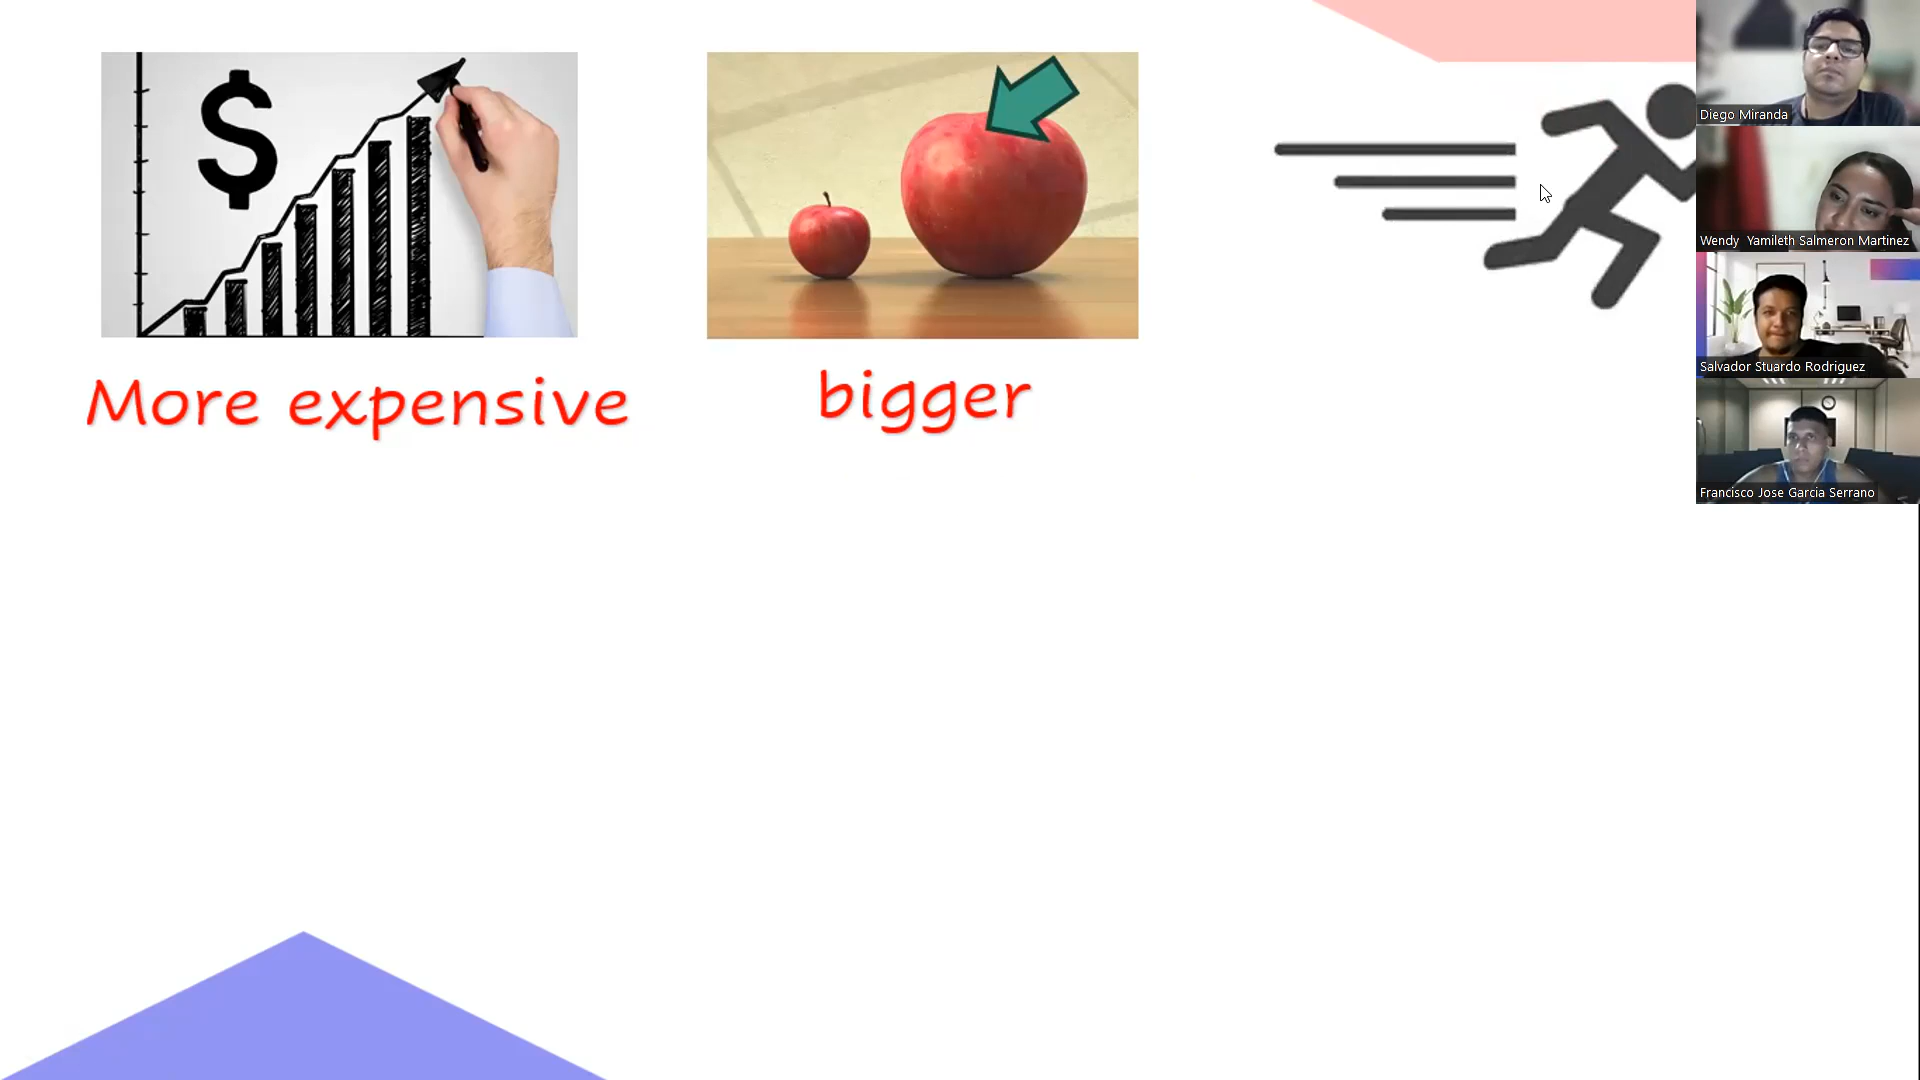 $
More expensive
bigger
Diego Miranda
Wendy Yamileth Salmeron Martinez
Salvador Stuardo Rodriguez
Francisco Jose Garcia Serrano